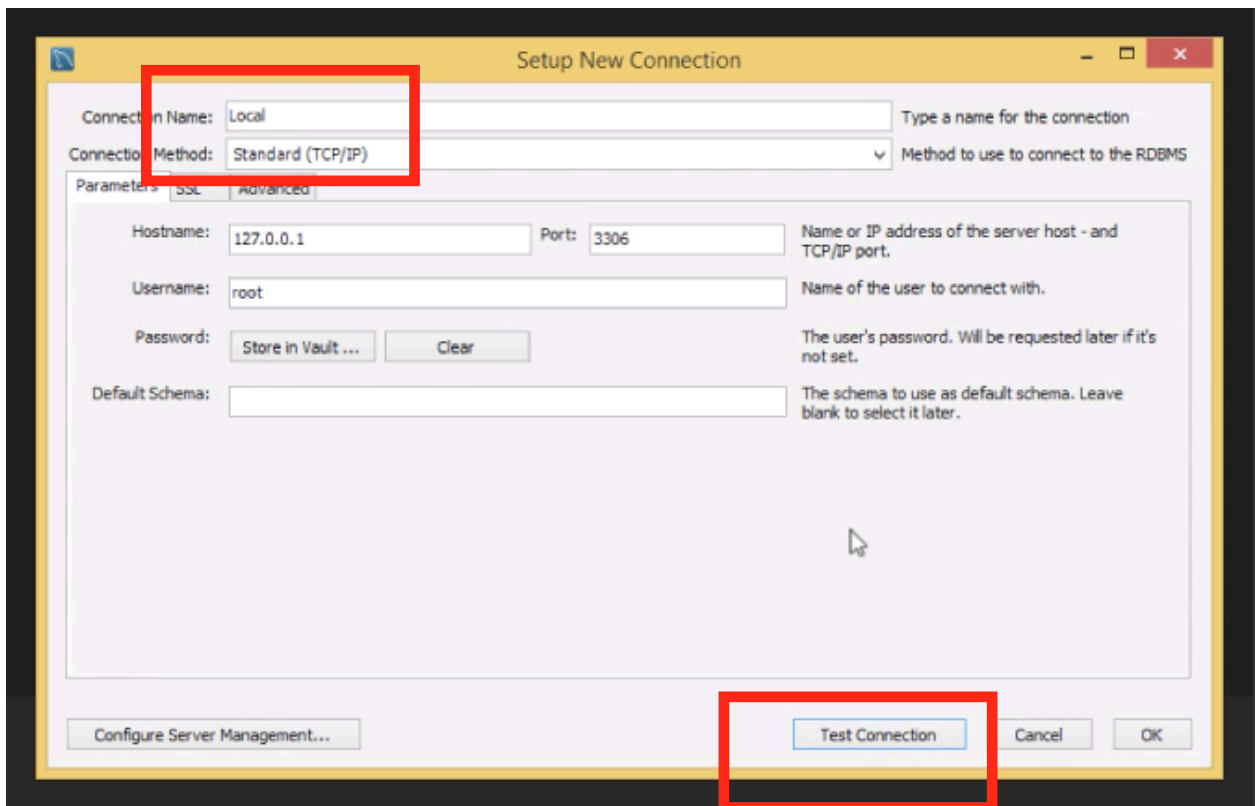 Setup New Connection
Connection Name: Local Type a name for the connection
Connection Method: Standard (TCP/IP) Method to use to connect to the RDBMS
Parameters SSL Advanced
Hostname: 127.0.0.1 Port: 3306 Name or IP address of the server host - and
TCP/IP port.
Username: root Name of the user to connect with.
Password: Store in Vault ... Clear The user's password. Will be requested later if it's
not set.
Default Schema: The schema to use as default schema. Leave
blank to select it later.
Configure Server Management... Test Connection Cancel OK